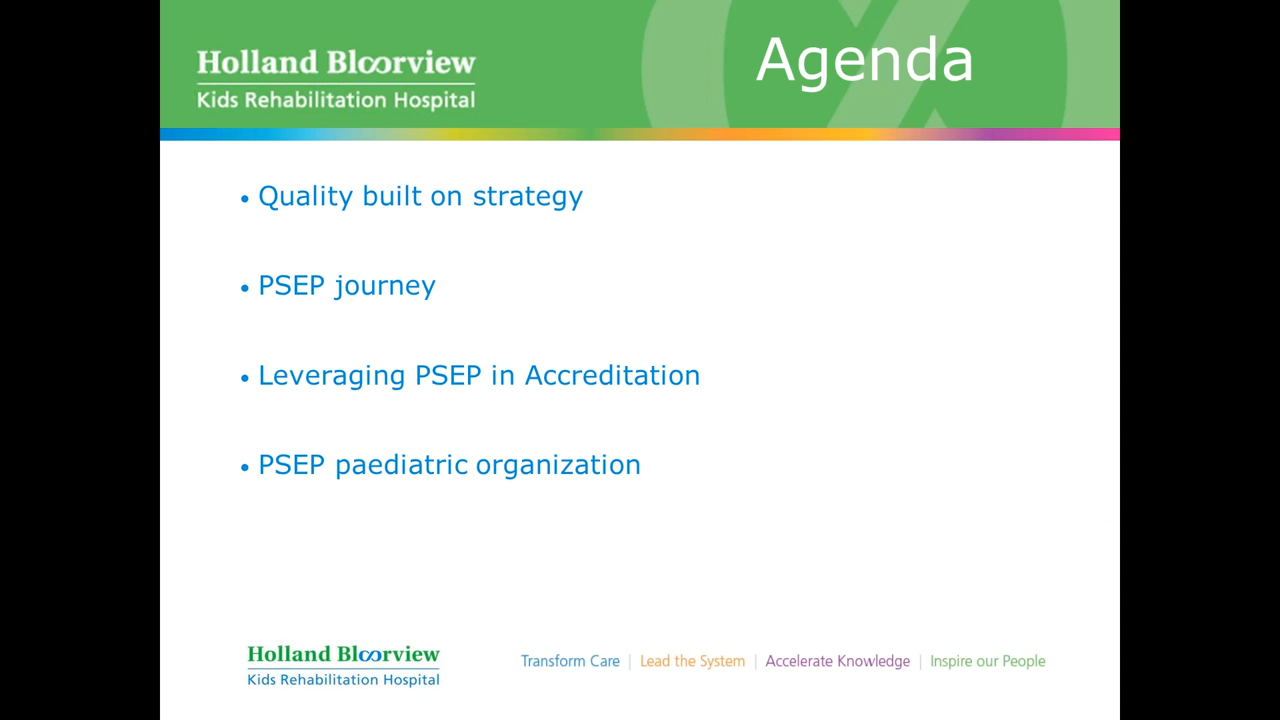 Holland Bloorview
Kids Rehabilitation Hospital
Agenda
• Quality built on strategy
• PSEP journey
• Leveraging PSEP in Accreditation
• PSEP paediatric organization
Holland Bloorview
Kids Rehabilitation Hospital
Transform Care | Lead the System | Accelerate Knowledge | Inspire our People